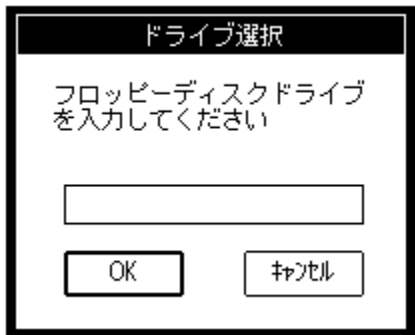 ドライブ選択
フロッピーディスクドライブ
を入力してください
OK
ｷｬﾝｾﾙ